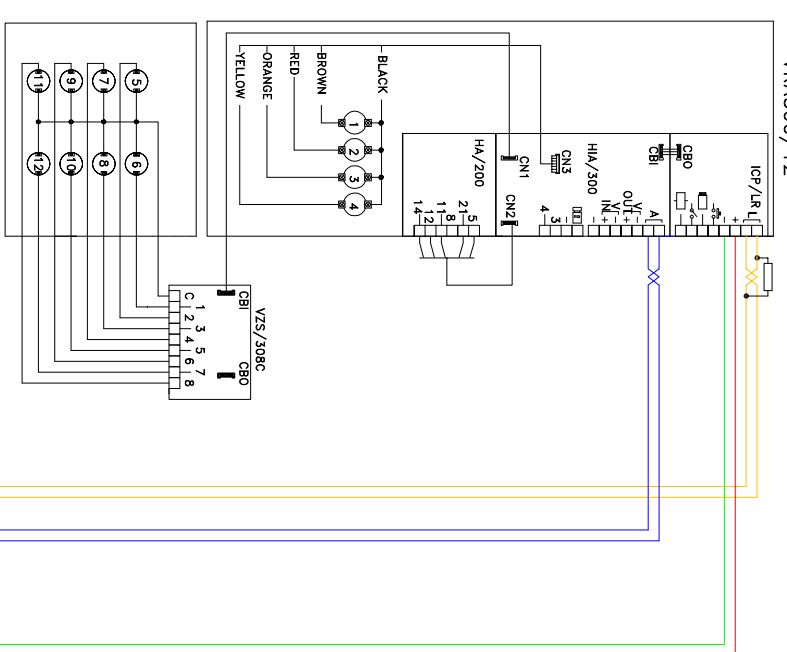 BLACK
BROWN
RED
ORANGE
YELLOW
1
2
3
4
11
9
7
5
12
10
8
6
HA/200
14
12
11
8
21
5
CN1
CN2
CN3
HIA/300
4
3
-
-
+
-
+
-
IN
V
OUT
V
A
CBI
CBO
ICP/LR
L
-
+
VZS/308C
CBI
CBO
C
1
2
3
4
5
6
7
8